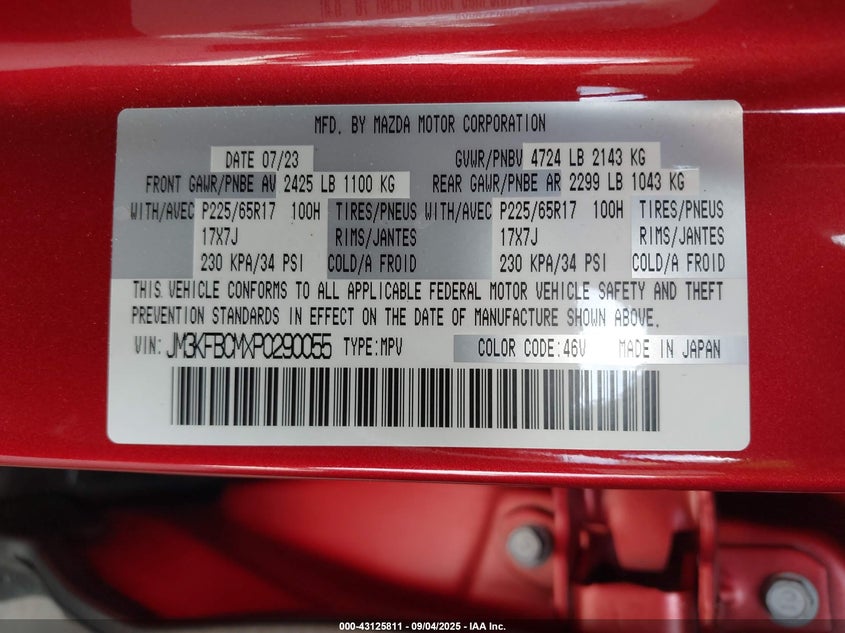 MFD. BY MAZDA MOTOR CORPORATION
DATE 07/23 GVWR/PNBV 4724 LB 2143 KG
FRONT GAWR/PNBE AV 2425 LB 1100 KG REAR GAWR/PNBE AR 2299 LB 1043 KG
WITH/AVEC P225/65R17 100H TIRES/PNEUS WITH/AVEC P225/65R17 100H TIRES/PNEUS
17X7J RIMS/JANTES 17X7J RIMS/JANTES
230 KPA/34 PSI COLD/A FROID 230 KPA/34 PSI COLD/A FROID
THIS VEHICLE CONFORMS TO ALL APPLICABLE FEDERAL MOTOR VEHICLE SAFETY AND THEFT
PREVENTION STANDARDS IN EFFECT ON THE DATE OF MANUFACTURE SHOWN ABOVE.
VIN: JM3KFBCMXP0290055 TYPE:MPV COLOR CODE:46V MADE IN JAPAN
000-43125811 - 09/04/2025 - IAA Inc.